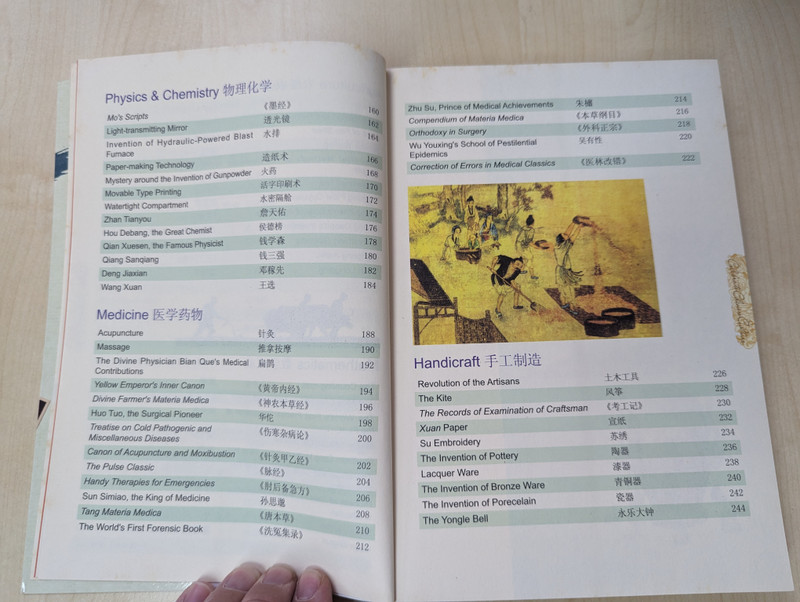 Physics & Chemistry 物理化学
Mo's Scripts 《墨经》 160
Light-transmitting Mirror 透光镜 162
Invention of Hydraulic-Powered Blast 水排 164
Furnace
Paper-making Technology 造纸术 166
Mystery around the Invention of Gunpowder 火药 168
Movable Type Printing 活字印刷术 170
Watertight Compartment 水密隔舱 172
Zhan Tianyou 詹天佑 174
Hou Debang, the Great Chemist 侯德榜 176
Qian Xuesen, the Famous Physicist 钱学森 178
Qiang Sanqiang 钱三强 180
Deng Jiaxian 邓稼先 182
Wang Xuan 王选 184
Medicine 医学药物
Acupuncture 针灸 188
Massage 推拿按摩 190
The Divine Physician Bian Que's Medical 扁鹊 192
Contributions
Yellow Emperor's Inner Canon 《黄帝内经》 194
Divine Farmer's Materia Medica 《神农本草经》 196
Huo Tuo, the Surgical Pioneer 华佗 198
Treatise on Cold Pathogenic and 《伤寒杂病论》 200
Miscellaneous Diseases
Canon of Acupuncture and Moxibustion 《针灸甲乙经》 202
The Pulse Classic 《脉经》 204
Handy Therapies for Emergencies 《肘后备急方》 206
Sun Simiao, the King of Medicine 孙思邈 208
Tang Materia Medica 《唐本草》 210
The World's First Forensic Book 《洗冤集录》 212
Zhu Su, Prince of Medical Achievements 朱橚 214
Compendium of Materia Medica 《本草纲目》 216
Orthodoxy in Surgery 《外科正宗》 218
Wu Youxing's School of Pestilential 吴有性 220
Epidemics
Correction of Errors in Medical Classics 《医林改错》 222
Handicraft 手工制造
Revolution of the Artisans 土木工具 226
The Kite 风筝 228
The Records of Examination of Craftsman 《考工记》 230
Xuan Paper 宣纸 232
Su Embroidery 苏绣 234
The Invention of Pottery 陶器 236
Lacquer Ware 漆器 238
The Invention of Bronze Ware 青铜器 240
The Invention of Porecelain 瓷器 242
The Yongle Bell 永乐大钟 244